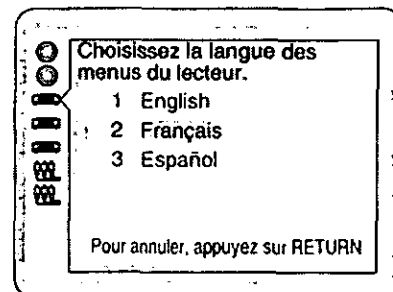 Choisissez la langue des
menus du lecteur.
1 English
2 Français
3 Español
Pour annuler, appuyez sur RETURN